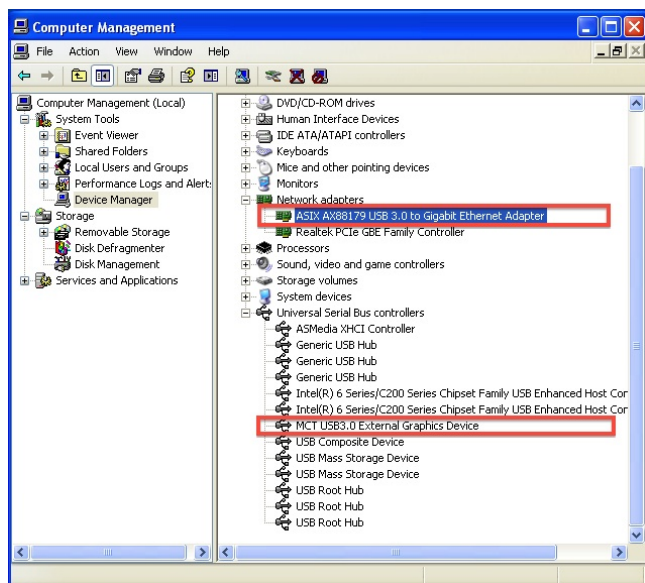 Computer Management
File Action View Window Help
Computer Management (Local)
System Tools
Event Viewer
Shared Folders
Local Users and Groups
Performance Logs and Alert:
Device Manager
Storage
Removable Storage
Disk Defragmenter
Disk Management
Services and Applications
DVD/CD-ROM drives
Human Interface Devices
IDE ATA/ATAPI controllers
Keyboards
Mice and other pointing devices
Monitors
Network adapters
ASIX AX88179 USB 3.0 to Gigabit Ethernet Adapter
Realtek PCIe GBE Family Controller
Processors
Sound, video and game controllers
Storage volumes
System devices
Universal Serial Bus controllers
ASMedia XHCI Controller
Generic USB Hub
Generic USB Hub
Generic USB Hub
Intel(R) 6 Series/C200 Series Chipset Family USB Enhanced Host Cor
Intel(R) 6 Series/C200 Series Chipset Family USB Enhanced Host Cor
MCT USB3.0 External Graphics Device
USB Composite Device
USB Mass Storage Device
USB Mass Storage Device
USB Root Hub
USB Root Hub
USB Root Hub